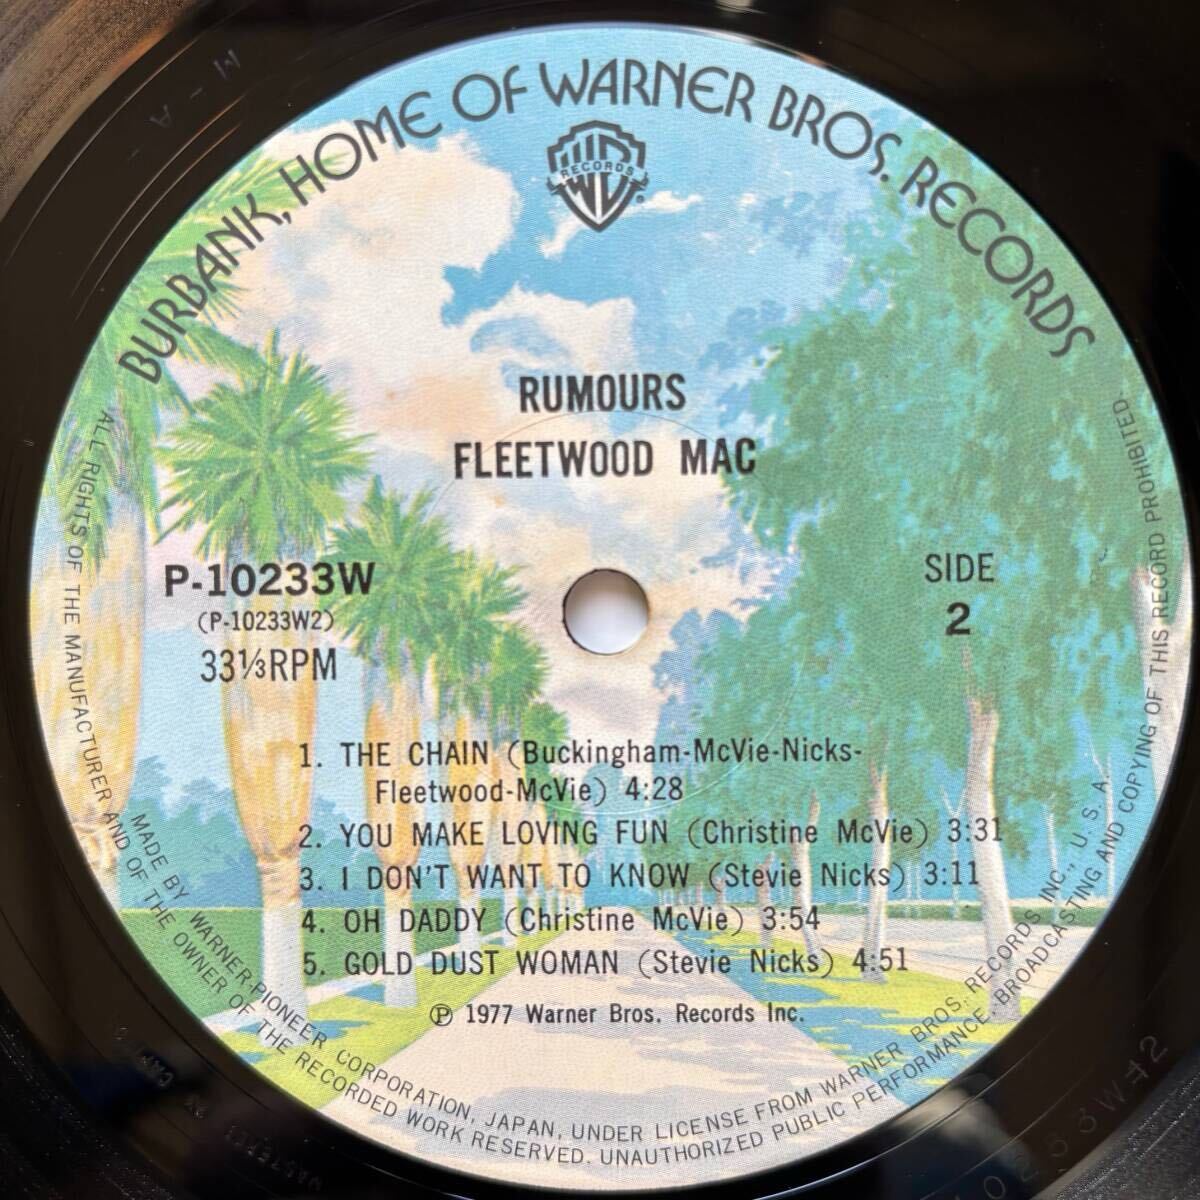 BURBANK, HOME OF WARNER BROS. RECORDS
WB
RECORDS
®
RUMOURS
FLEETWOOD MAC
P-10233W
(P-10233W2)
33⅓RPM
SIDE
2
1. THE CHAIN (Buckingham-McVie-Nicks-
Fleetwood-McVie) 4:28
2. YOU MAKE LOVING FUN (Christine McVie) 3:31
3. I DON'T WANT TO KNOW (Stevie Nicks) 3:11
4. OH DADDY (Christine McVie) 3:54
5. GOLD DUST WOMAN (Stevie Nicks) 4:51
Ⓟ 1977 Warner Bros. Records Inc.
MADE BY WARNER-PIONEER CORPORATION, JAPAN, UNDER LICENSE FROM WARNER BROS. RECORDS INC., U.S.A.
ALL RIGHTS OF THE MANUFACTURER AND OF THE OWNER OF THE RECORDED WORK RESERVED. UNAUTHORIZED PUBLIC PERFORMANCE, BROADCASTING AND COPYING OF THIS RECORD PROHIBITED.
M-A